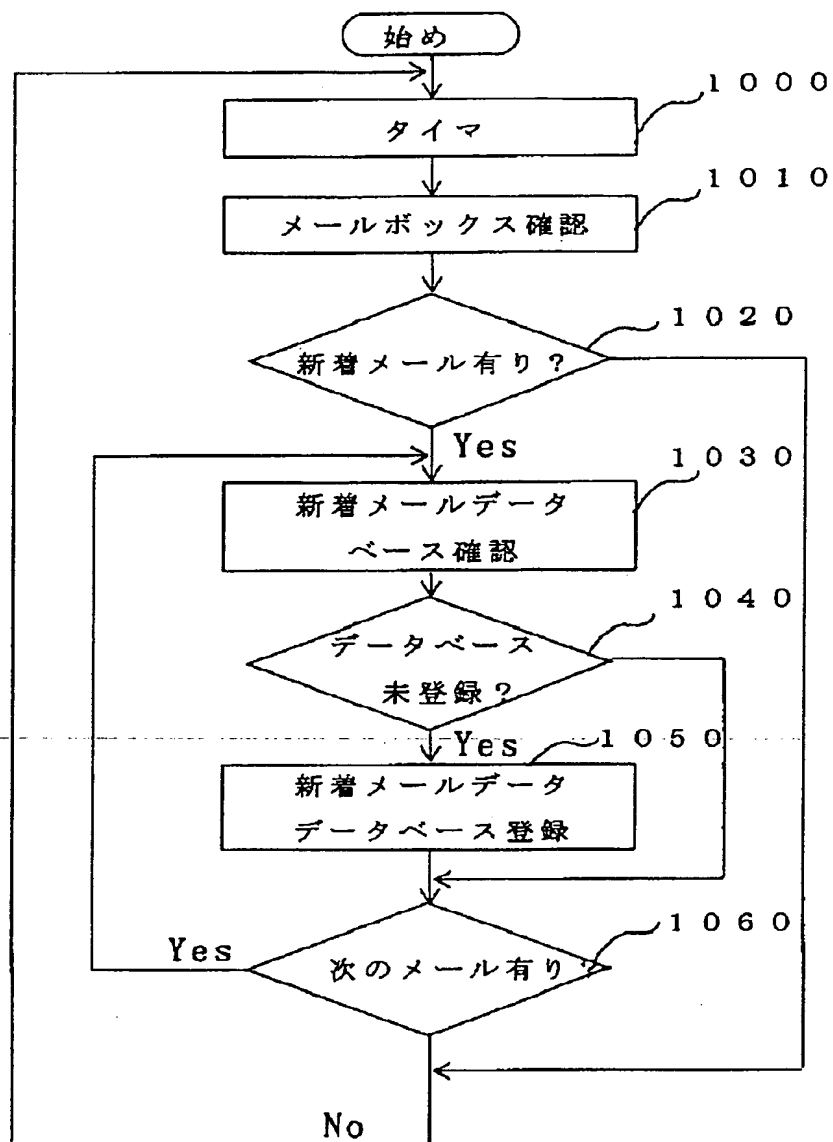 始め
１０００
タイマ
１０１０
メールボックス確認
１０２０
新着メール有り？
Yes
１０３０
新着メールデータ
ベース確認
１０４０
データベース
未登録？
Yes
１０５０
新着メールデータ
データベース登録
１０６０
Yes
次のメール有り？
No